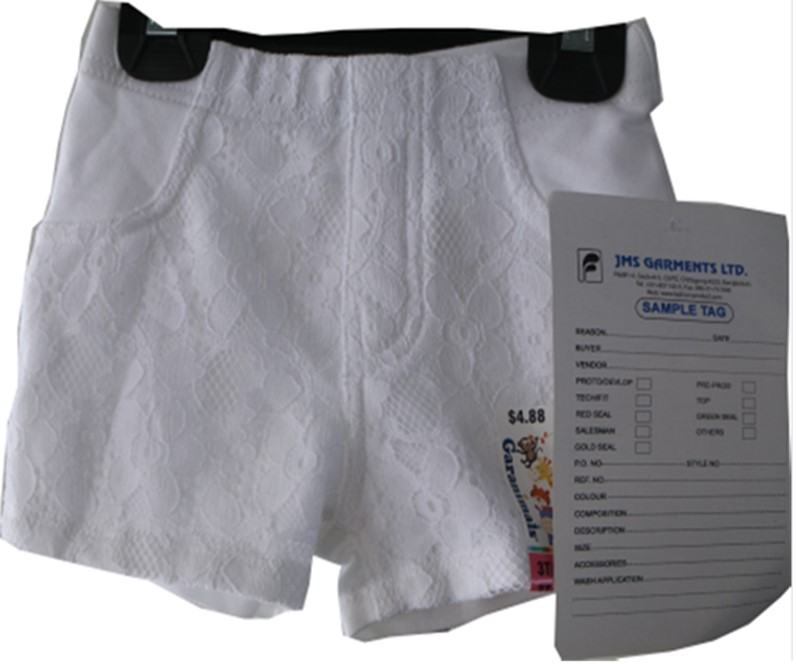 JMS GARMENTS LTD.
SAMPLE TAG
SEASON DATE
BUYER
VENDOR
PROTO/DEVELOP PRE-PROD
TECH/FIT TOP
RED SEAL GREEN SEAL
SALESMAN OTHERS
GOLD SEAL
P.O. NO. STYLE NO
REF. NO.
COLOUR
COMPOSITION
DESCRIPTION
SIZE
ACCESSORIES
WASH APPLICATION
$4.88
Garanimals
3T